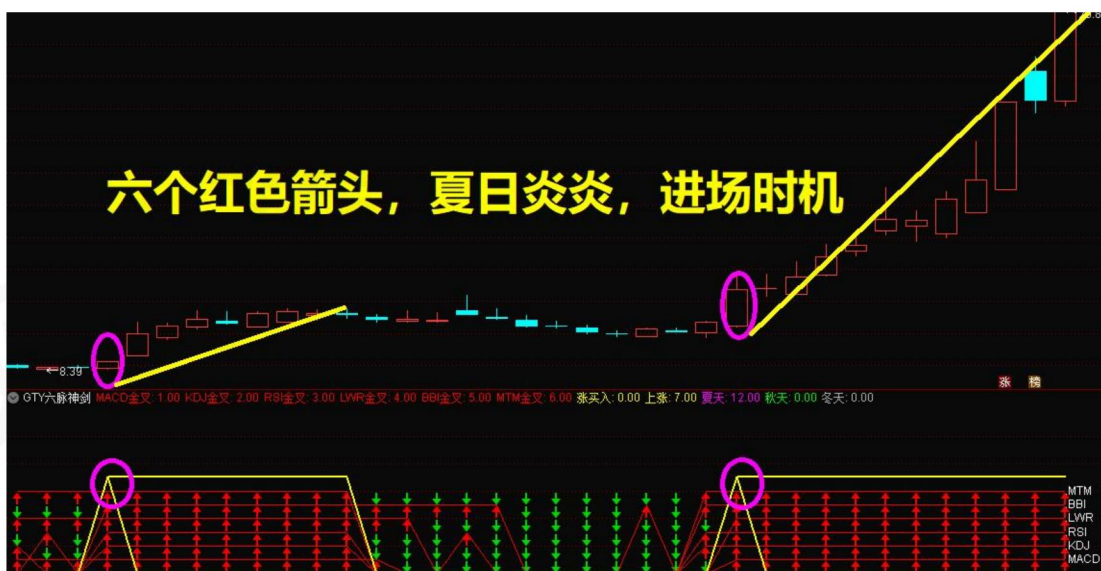 六个红色箭头，夏日炎炎，进场时机
←8.39
涨 榜
GTY六脉神剑 MACD金叉: 1.00 KDJ金叉: 2.00 RSI金叉: 3.00 LWR金叉: 4.00 BBI金叉: 5.00 MTM金叉: 6.00 涨买入: 0.00 上涨: 7.00 夏天: 12.00 秋天: 0.00 冬天: 0.00
MTM
BBI
LWR
RSI
KDJ
MACD